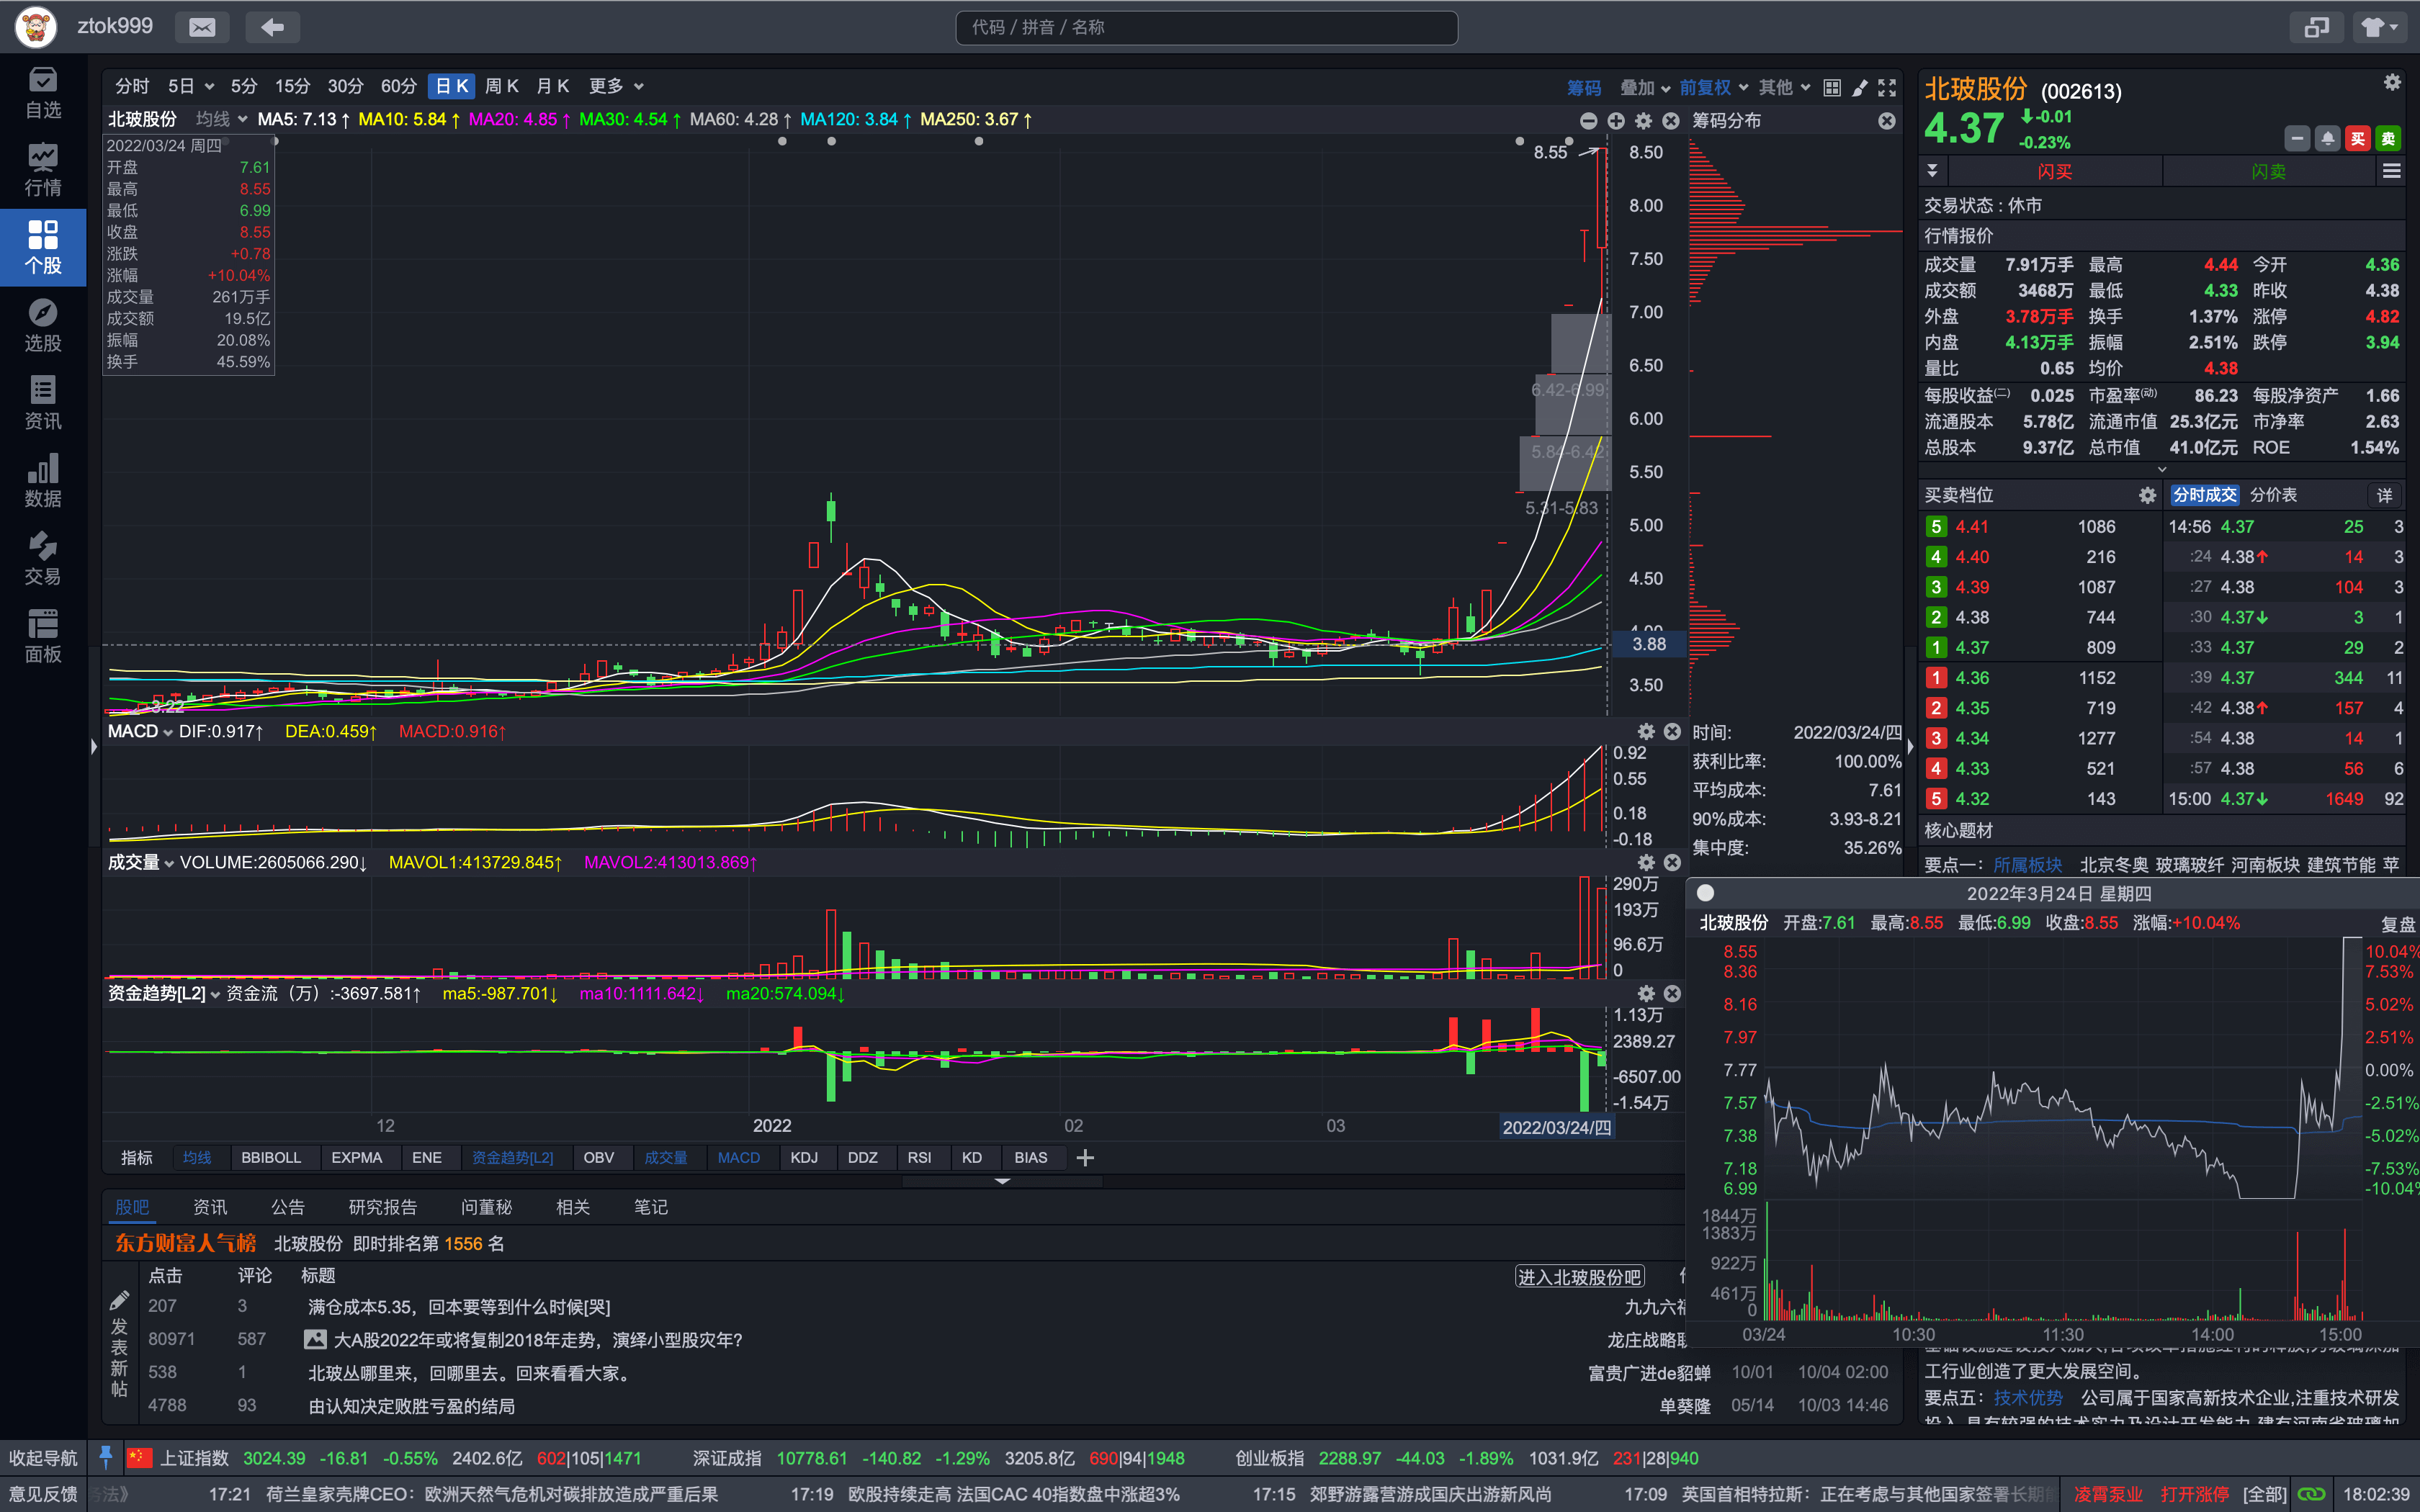 ztok999
代码 / 拼音 / 名称
自选
行情
个股
选股
资讯
数据
交易
面板
分时 5日 5分 15分 30分 60分 日K 周K 月K 更多 筹码 叠加 前复权 其他
北玻股份 均线 MA5: 7.13↑ MA10: 5.84↑ MA20: 4.85↑ MA30: 4.54↑ MA60: 4.28↑ MA120: 3.84↑ MA250: 3.67↑
筹码分布
2022/03/24 周四
开盘 7.61
最高 8.55
最低 6.99
收盘 8.55
涨跌 +0.78
涨幅 +10.04%
成交量 261万手
成交额 19.5亿
振幅 20.08%
换手 45.59%
8.55
6.42-6.99
5.84-6.42
5.31-5.83
3.22
8.50
8.00
7.50
7.00
6.50
6.00
5.50
5.00
4.50
4.00
3.88
3.50
MACD DIF:0.917↑ DEA:0.459↑ MACD:0.916↑
0.92
0.55
0.18
-0.18
成交量 VOLUME:2605066.290↓ MAVOL1:413729.845↑ MAVOL2:413013.869↑
290万
193万
96.6万
0
资金趋势[L2] 资金流（万）:-3697.581↑ ma5:-987.701↓ ma10:1111.642↓ ma20:574.094↓
1.13万
2389.27
-6507.00
-1.54万
12 2022 02 03 2022/03/24/四
时间: 2022/03/24/四
获利比率: 100.00%
平均成本: 7.61
90%成本: 3.93-8.21
集中度: 35.26%
指标 均线 BBIBOLL EXPMA ENE 资金趋势[L2] OBV 成交量 MACD KDJ DDZ RSI KD BIAS
股吧 资讯 公告 研究报告 问董秘 相关 笔记
东方财富人气榜 北玻股份 即时排名第 1556 名
点击 评论 标题 进入北玻股份吧
发表新帖
207 3 满仓成本5.35，回本要等到什么时候[哭] 九九六
80971 587 大A股2022年或将复制2018年走势，演绎小型股灾年? 龙庄战略
538 1 北玻丛哪里来，回哪里去。回来看看大家。 富贵广进de貂蝉 10/01 10/04 02:00
4788 93 由认知决定败胜亏盈的结局 单葵隆 05/14 10/03 14:46
北玻股份 (002613)
4.37 -0.01
-0.23%
买 卖
闪买 闪卖
交易状态 : 休市
行情报价
成交量 7.91万手 最高 4.44 今开 4.36
成交额 3468万 最低 4.33 昨收 4.38
外盘 3.78万手 换手 1.37% 涨停 4.82
内盘 4.13万手 振幅 2.51% 跌停 3.94
量比 0.65 均价 4.38
每股收益(二) 0.025 市盈率(动) 86.23 每股净资产 1.66
流通股本 5.78亿 流通市值 25.3亿元 市净率 2.63
总股本 9.37亿 总市值 41.0亿元 ROE 1.54%
买卖档位 分时成交 分价表 详
5 4.41 1086 14:56 4.37 25 3
4 4.40 216 :24 4.38↑ 14 3
3 4.39 1087 :27 4.38 104 3
2 4.38 744 :30 4.37↓ 3 1
1 4.37 809 :33 4.37 29 2
1 4.36 1152 :39 4.37 344 11
2 4.35 719 :42 4.38↑ 157 4
3 4.34 1277 :54 4.38 14 1
4 4.33 521 :57 4.38 56 6
5 4.32 143 15:00 4.37↓ 1649 92
核心题材
要点一: 所属板块 北京冬奥 玻璃玻纤 河南板块 建筑节能 苹
2022年3月24日 星期四
北玻股份 开盘:7.61 最高:8.55 最低:6.99 收盘:8.55 涨幅:+10.04% 复盘
8.55 10.04%
8.36 7.53%
8.16 5.02%
7.97 2.51%
7.77 0.00%
7.57 -2.51%
7.38 -5.02%
7.18 -7.53%
6.99 -10.04%
1844万
1383万
922万
461万
0
03/24 10:30 11:30 14:00 15:00
工行业创造了更大发展空间。
要点五: 技术优势 公司属于国家高新技术企业,注重技术研发
收起导航 上证指数 3024.39 -16.81 -0.55% 2402.6亿 602|105|1471 深证成指 10778.61 -140.82 -1.29% 3205.8亿 690|94|1948 创业板指 2288.97 -44.03 -1.89% 1031.9亿 231|28|940
意见反馈 17:21 荷兰皇家壳牌CEO：欧洲天然气危机对碳排放造成严重后果 17:19 欧股持续走高 法国CAC 40指数盘中涨超3% 17:15 郊野游露营游成国庆出游新风尚 17:09 英国首相特拉斯：正在考虑与其他国家签署长期 凌霄泵业 打开涨停 [全部] 18:02:39